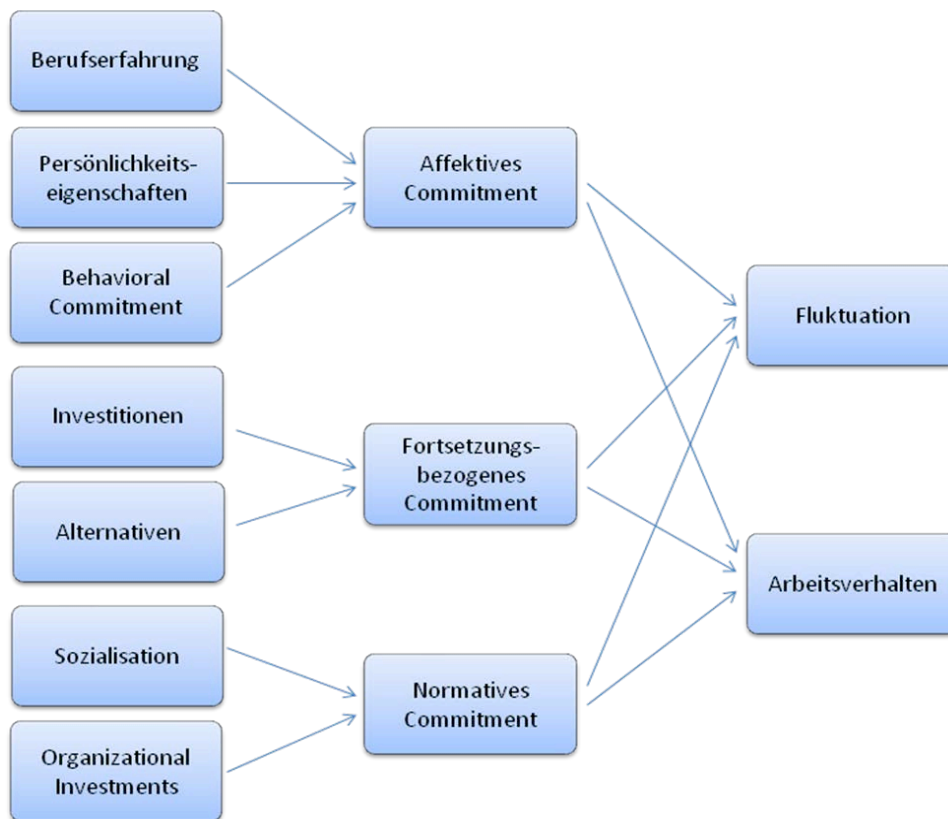 Berufserfahrung
Persönlichkeits-
eigenschaften
Behavioral
Commitment
Investitionen
Alternativen
Sozialisation
Organizational
Investments
Affektives
Commitment
Fortsetzungs-
bezogenes
Commitment
Normatives
Commitment
Fluktuation
Arbeitsverhalten